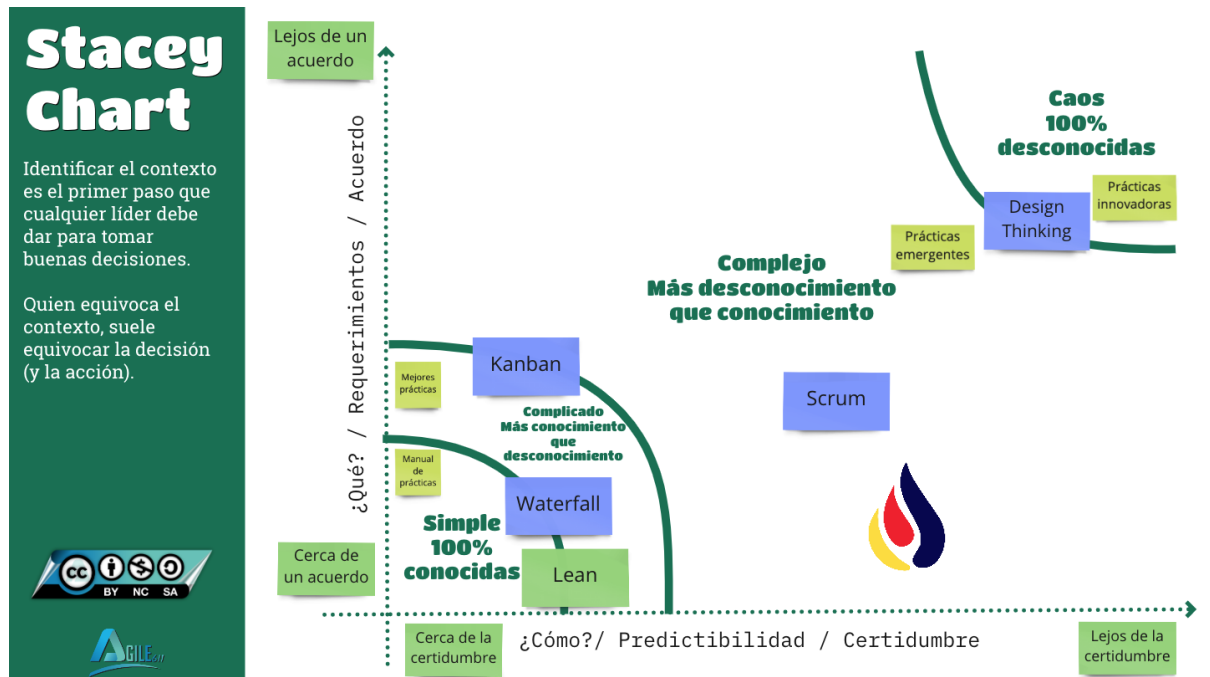 Stacey
Chart
Identificar el contexto
es el primer paso que
cualquier líder debe
dar para tomar
buenas decisiones.
Quien equivoca el
contexto, suele
equivocar la decisión
(y la acción).
cc
BY NC SA
Lejos de un
acuerdo
¿Qué? / Requerimientos / Acuerdo
Cerca de
un acuerdo
Caos
100%
desconocidas
Prácticas
innovadoras
Design
Thinking
Prácticas
emergentes
Complejo
Más desconocimiento
que conocimiento
Kanban
Mejores
prácticas
Scrum
Complicado
Más conocimiento
que
desconocimiento
Manual
de
prácticas
Waterfall
Simple
100%
conocidas
Lean
Cerca de la
certidumbre
¿Cómo?/ Predictibilidad / Certidumbre
Lejos de la
certidumbre